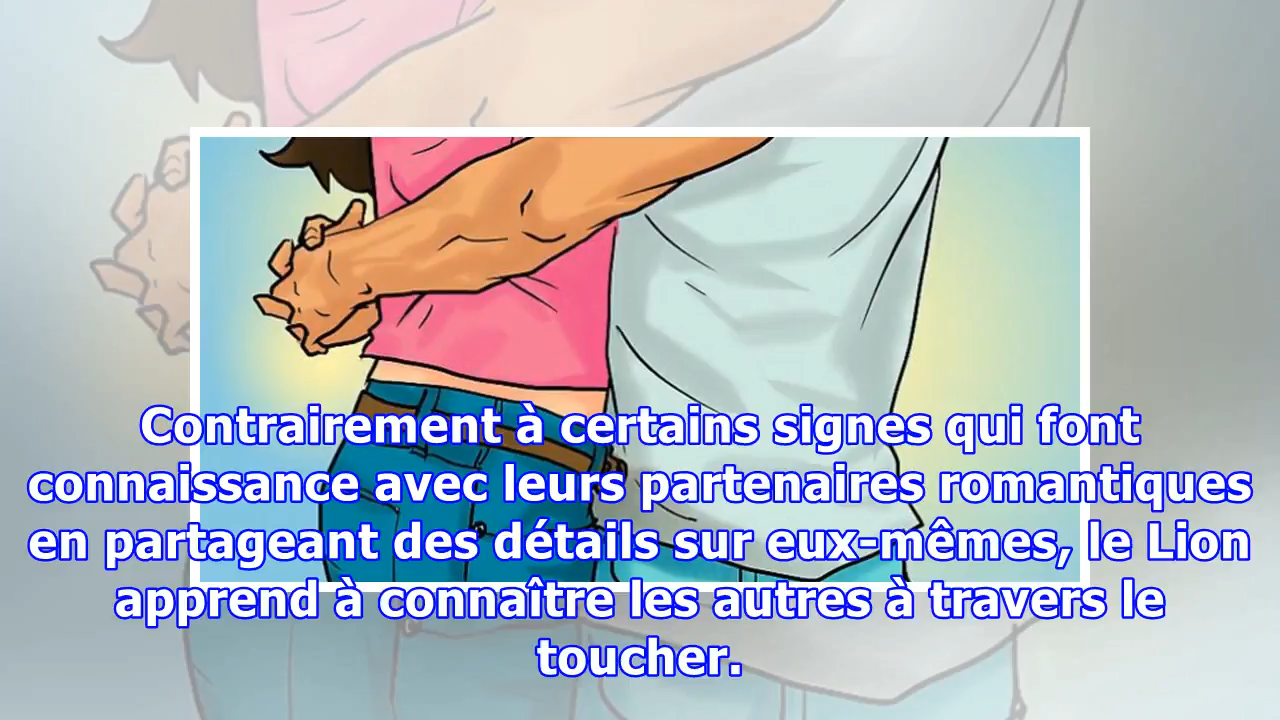 Contrairement à certains signes qui font
connaissance avec leurs partenaires romantiques
en partageant des détails sur eux-mêmes, le Lion
apprend à connaître les autres à travers le
toucher.